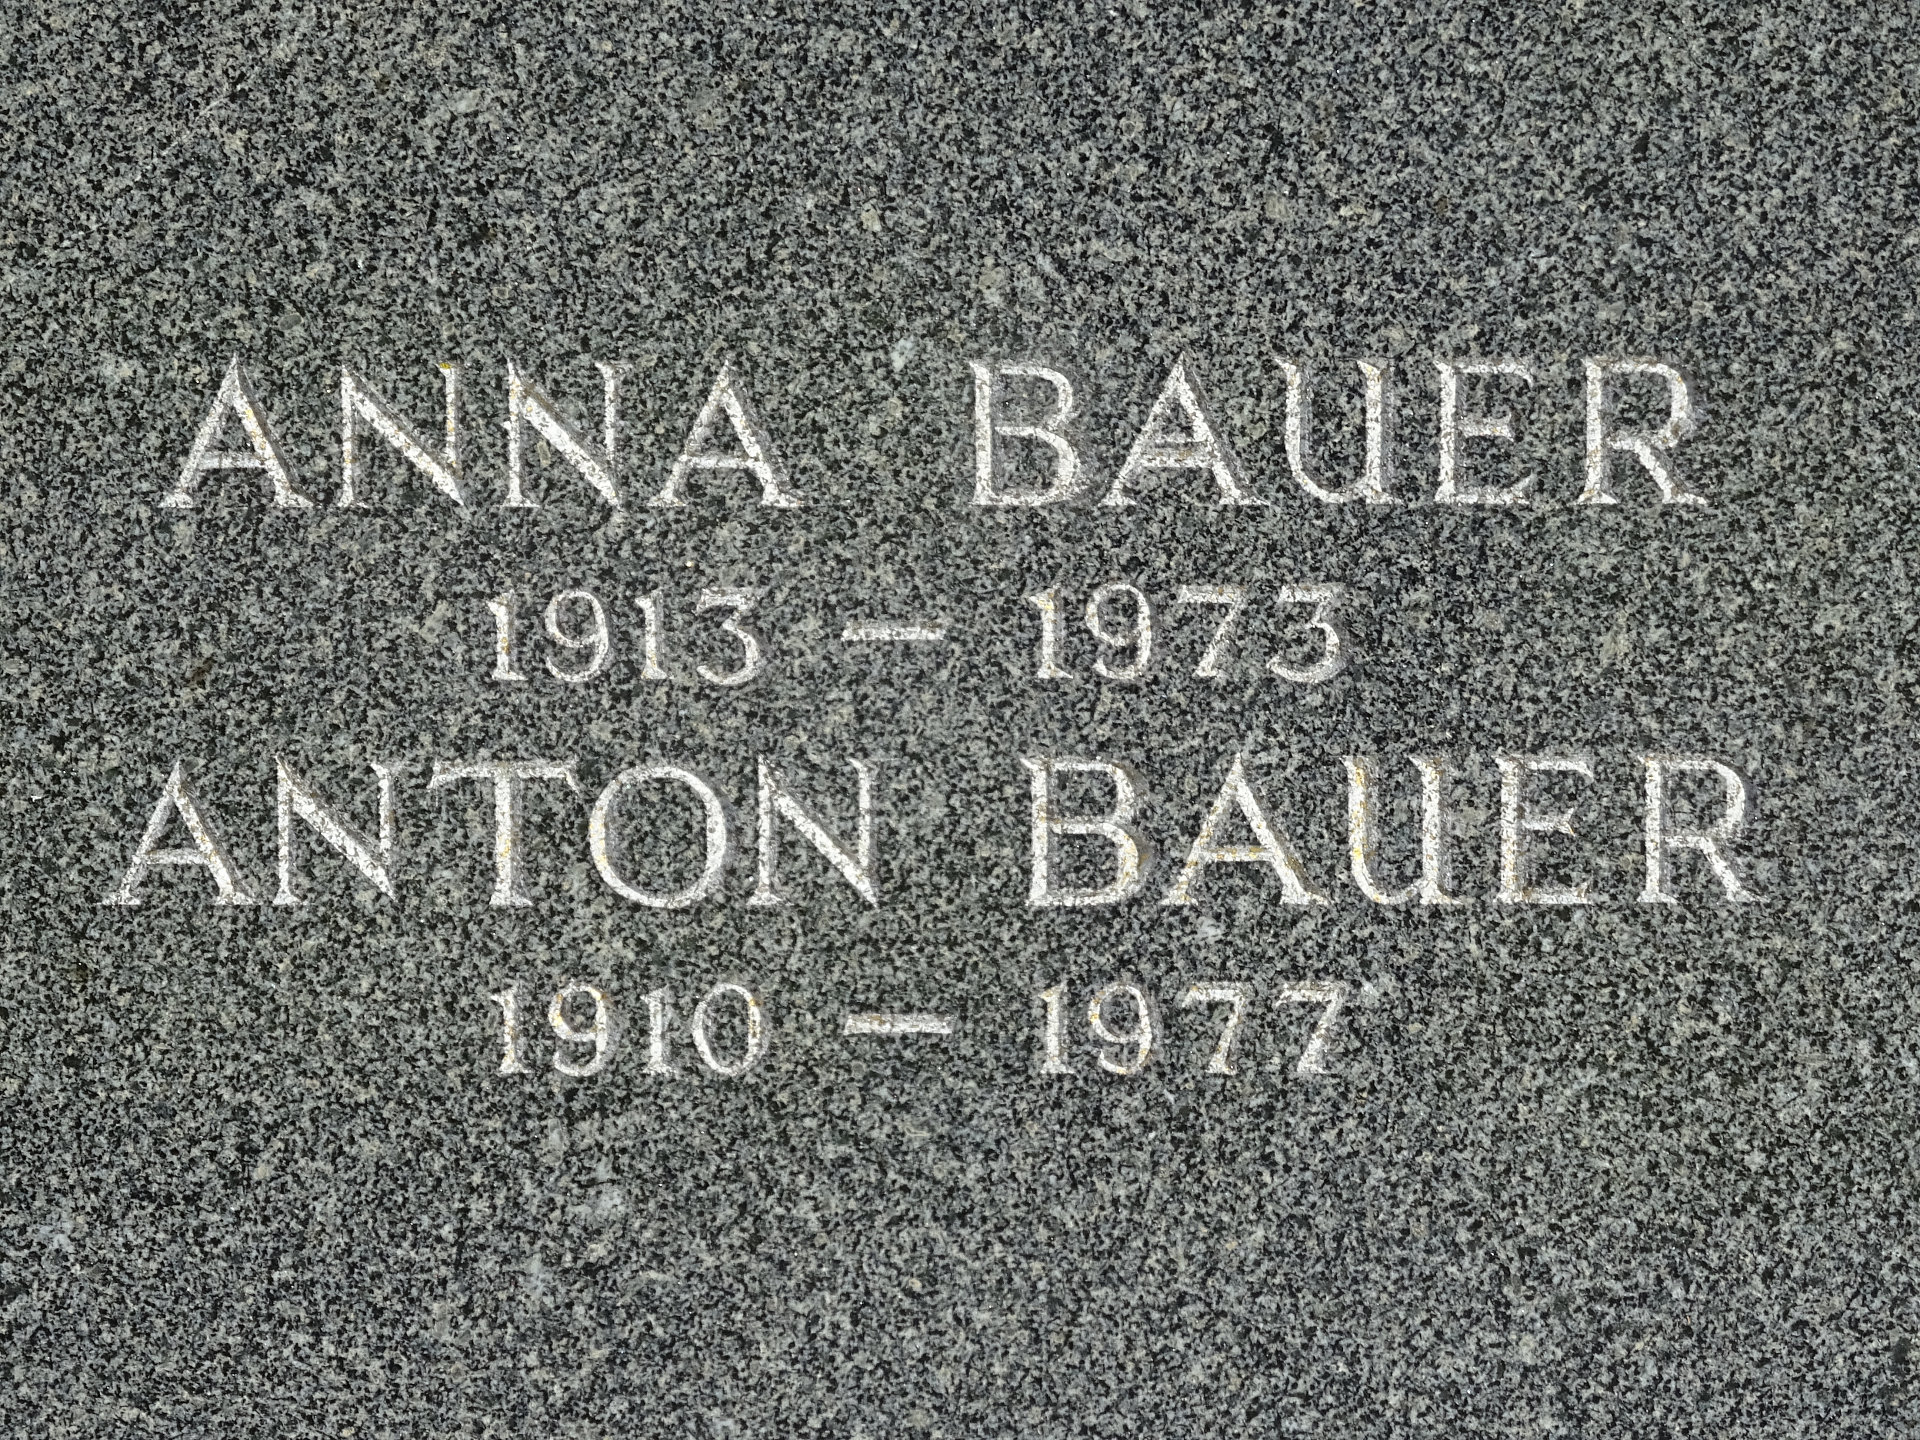 ANNA BAUER
1913 — 1973
ANTON BAUER
1910 — 1977